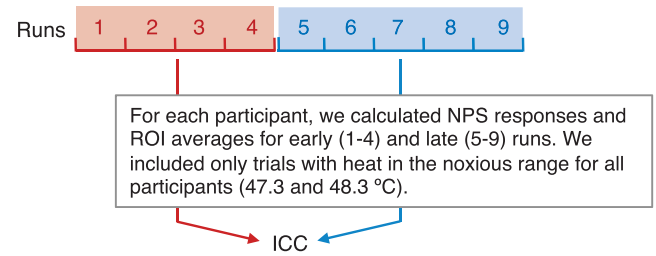 Runs 1 2 3 4 5 6 7 8 9
For each participant, we calculated NPS responses and
ROI averages for early (1-4) and late (5-9) runs. We
included only trials with heat in the noxious range for all
participants (47.3 and 48.3 ºC).
ICC